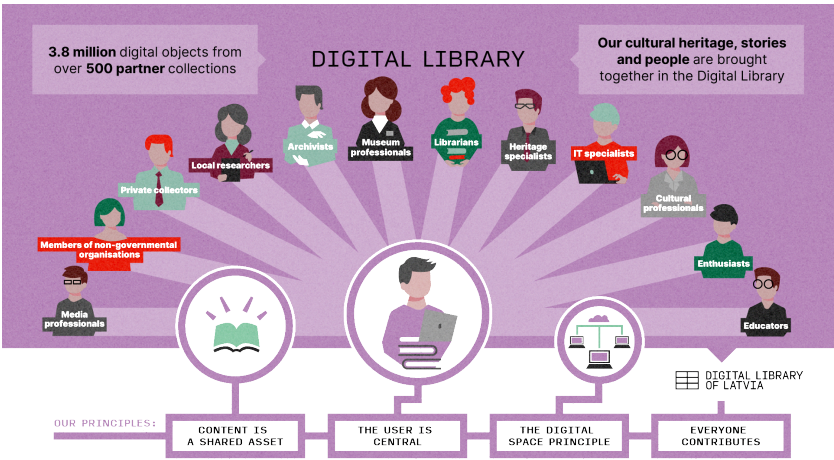 3.8 million digital objects from
over 500 partner collections
DIGITAL LIBRARY
Our cultural heritage, stories
and people are brought
together in the Digital Library
Archivists
Museum
professionals
Librarians
Heritage
specialists
IT specialists
Local researchers
Private collectors
Cultural
professionals
Members of non-governmental
organisations
Enthusiasts
Media
professionals
Educators
DIGITAL LIBRARY
OF LATVIA
OUR PRINCIPLES:
CONTENT IS
A SHARED ASSET
THE USER IS
CENTRAL
THE DIGITAL
SPACE PRINCIPLE
EVERYONE
CONTRIBUTES